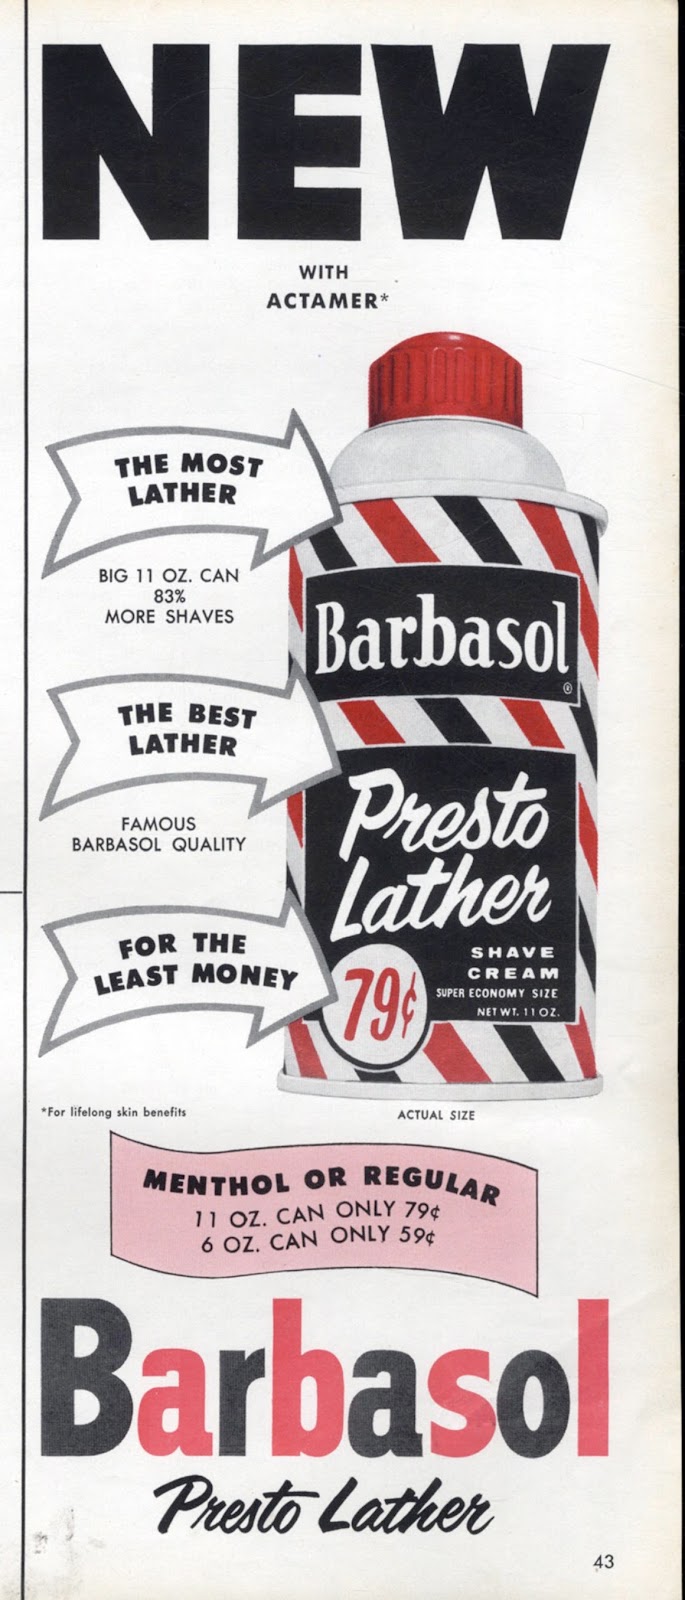 NEW
WITH
ACTAMER*
THE MOST
LATHER
BIG 11 OZ. CAN
83%
MORE SHAVES
THE BEST
LATHER
FAMOUS
BARBASOL QUALITY
FOR THE
LEAST MONEY
Barbasol
®
Presto
Lather
SHAVE
CREAM
SUPER ECONOMY SIZE
NET WT. 11 OZ.
79¢
*For lifelong skin benefits
ACTUAL SIZE
MENTHOL OR REGULAR
11 OZ. CAN ONLY 79¢
6 OZ. CAN ONLY 59¢
Barbasol
Presto Lather
43